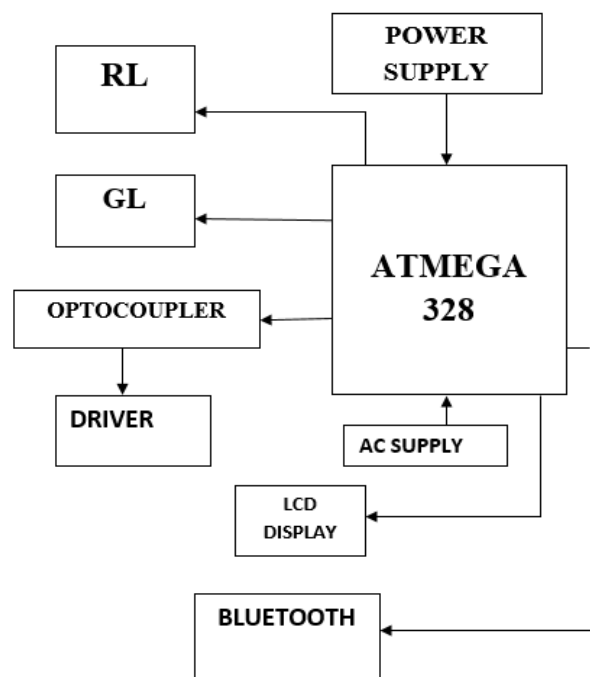 RL
POWER
SUPPLY
GL
ATMEGA
328
OPTOCOUPLER
DRIVER
AC SUPPLY
LCD
DISPLAY
BLUETOOTH